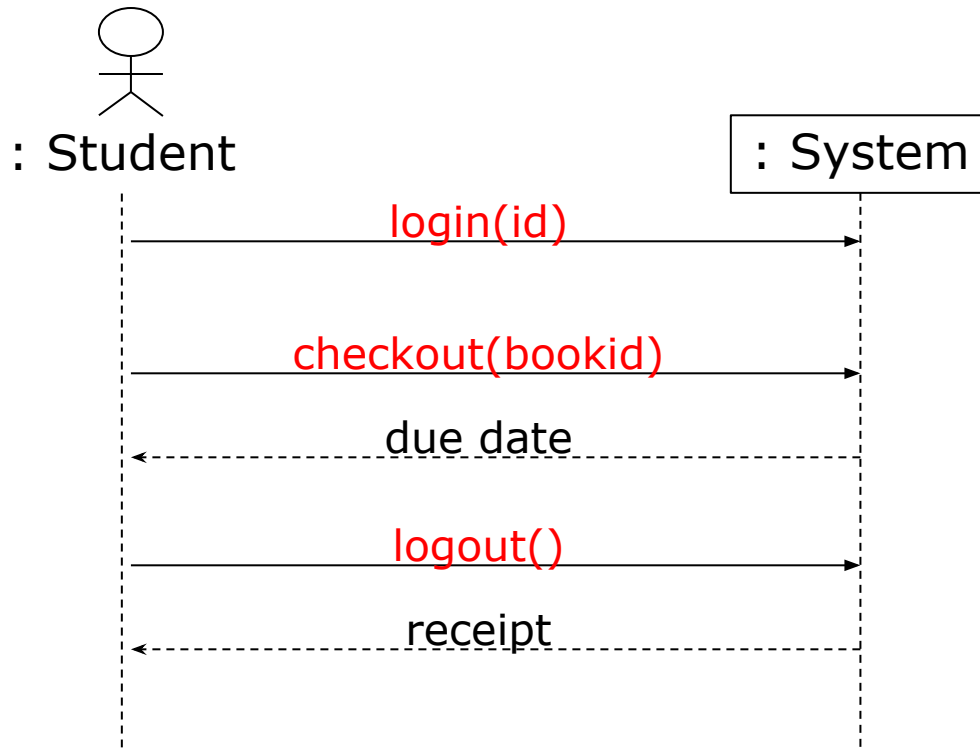 : Student
: System
login(id)
checkout(bookid)
due date
logout()
receipt